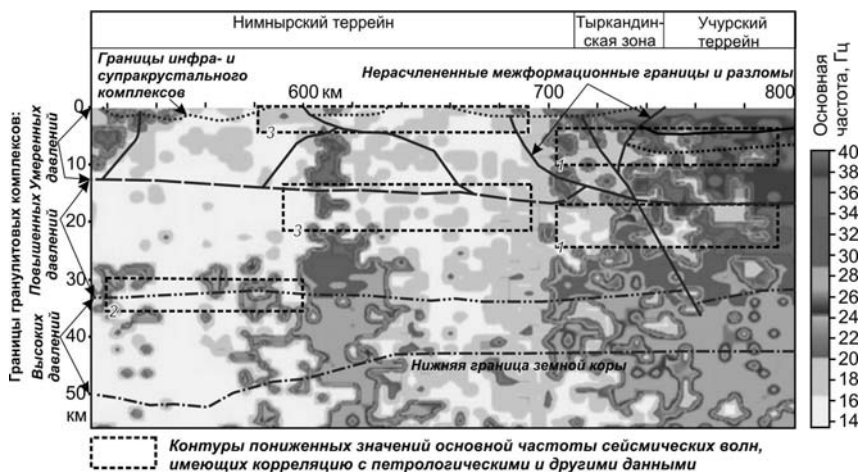 Нимнырский террейн
Тыркандин-
ская зона
Учурский
террейн
Границы инфра- и
супракрустального
комплексов
Нерасчлененные межформационные границы и разломы
600 км
700
800
0
10
20
30
40
50
км
Границы гранулитовых комплексов:
Умеренных
давлений
Повышенных
давлений
Высоких
давлений
3
1
3
1
2
Нижняя граница земной коры
Основная
частота, Гц
40
38
36
34
32
30
28
26
24
22
20
18
16
14
Контуры пониженных значений основной частоты сейсмических волн,
имеющих корреляцию с петрологическими и другими данными